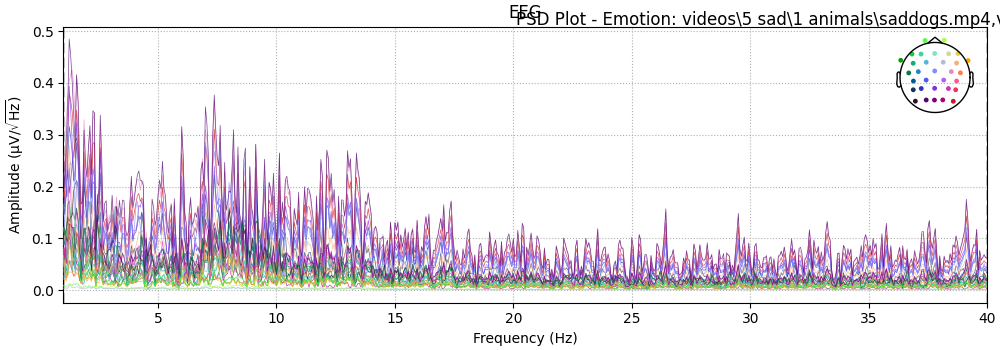 EEG
PSD Plot - Emotion: videos\5 sad\1 animals\saddogs.mp4,
Amplitude (µV/√Hz)
0.5
0.4
0.3
0.2
0.1
0.0
5 10 15 20 25 30 35 40
Frequency (Hz)